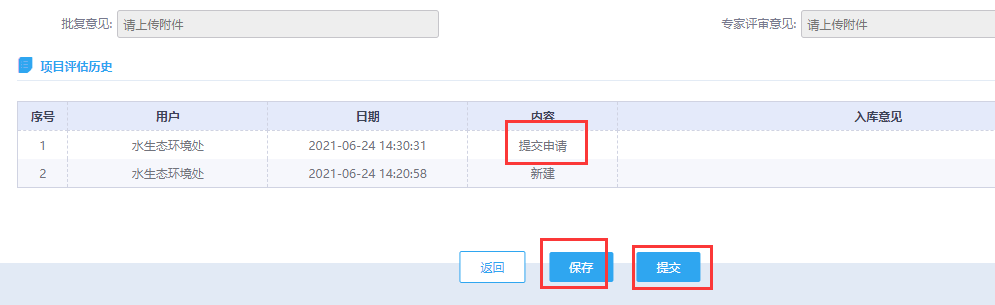 批复意见: 请上传附件 专家评审意见: 请上传附件
项目评估历史
序号 用户 日期 内容 入库意见
1 水生态环境处 2021-06-24 14:30:31 提交申请
2 水生态环境处 2021-06-24 14:20:58 新建
返回 保存 提交